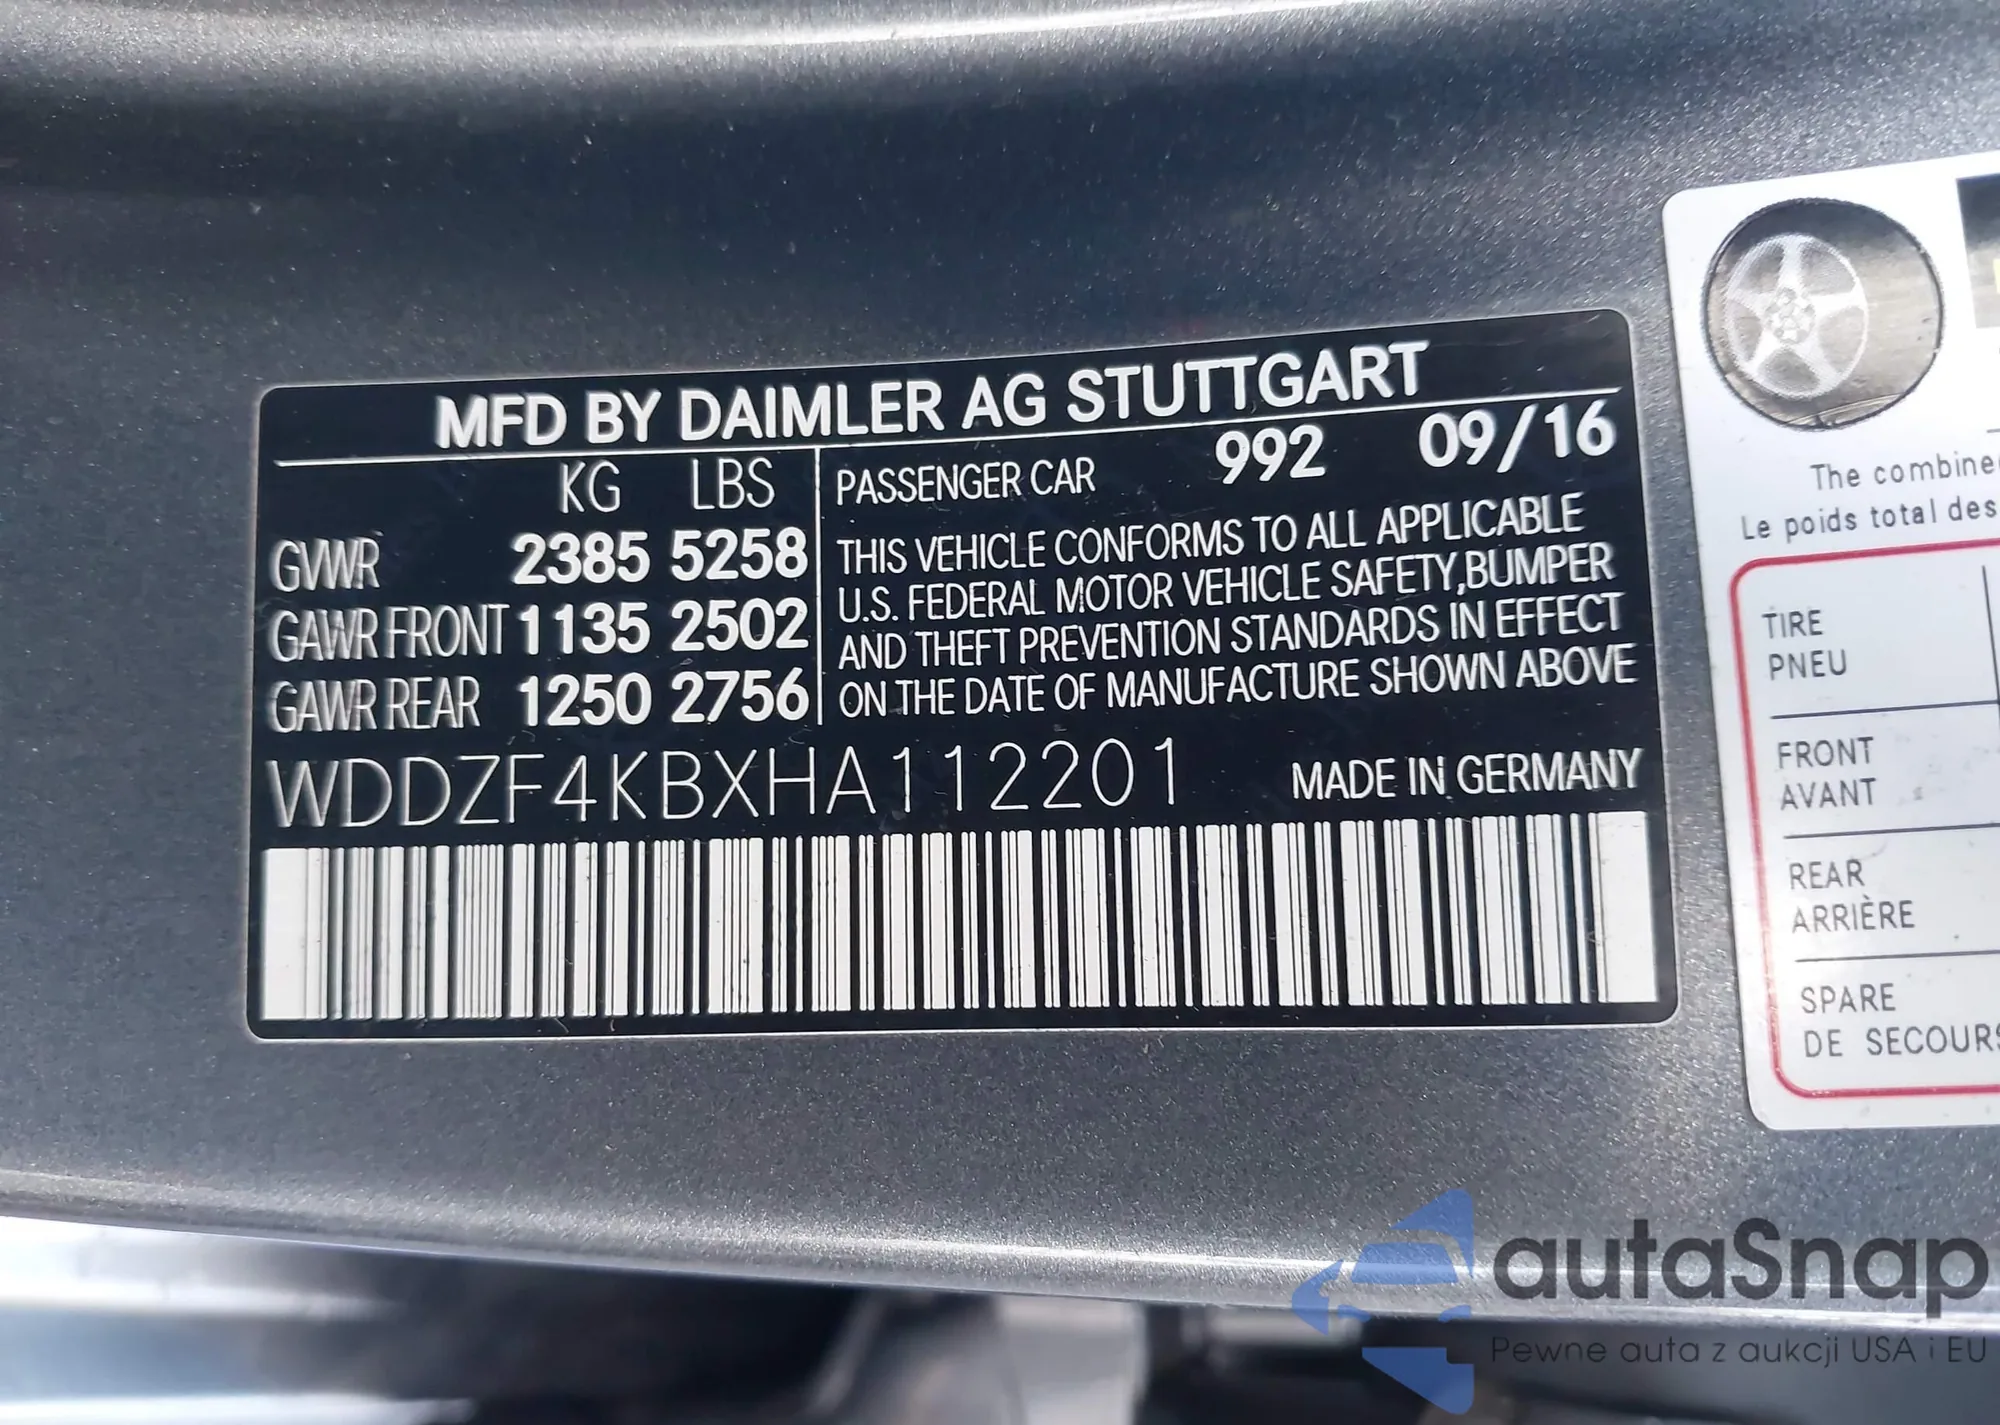 MFD BY DAIMLER AG STUTTGART
KG LBS
GVWR 2385 5258
GAWR FRONT 1135 2502
GAWR REAR 1250 2756
PASSENGER CAR 992 09/16
THIS VEHICLE CONFORMS TO ALL APPLICABLE
U.S. FEDERAL MOTOR VEHICLE SAFETY,BUMPER
AND THEFT PREVENTION STANDARDS IN EFFECT
ON THE DATE OF MANUFACTURE SHOWN ABOVE
WDDZF4KBXHA112201 MADE IN GERMANY
The combine
Le poids total des
TIRE
PNEU
FRONT
AVANT
REAR
ARRIÈRE
SPARE
DE SECOURS
autaSnap
Pewne auta z aukcji USA i EU